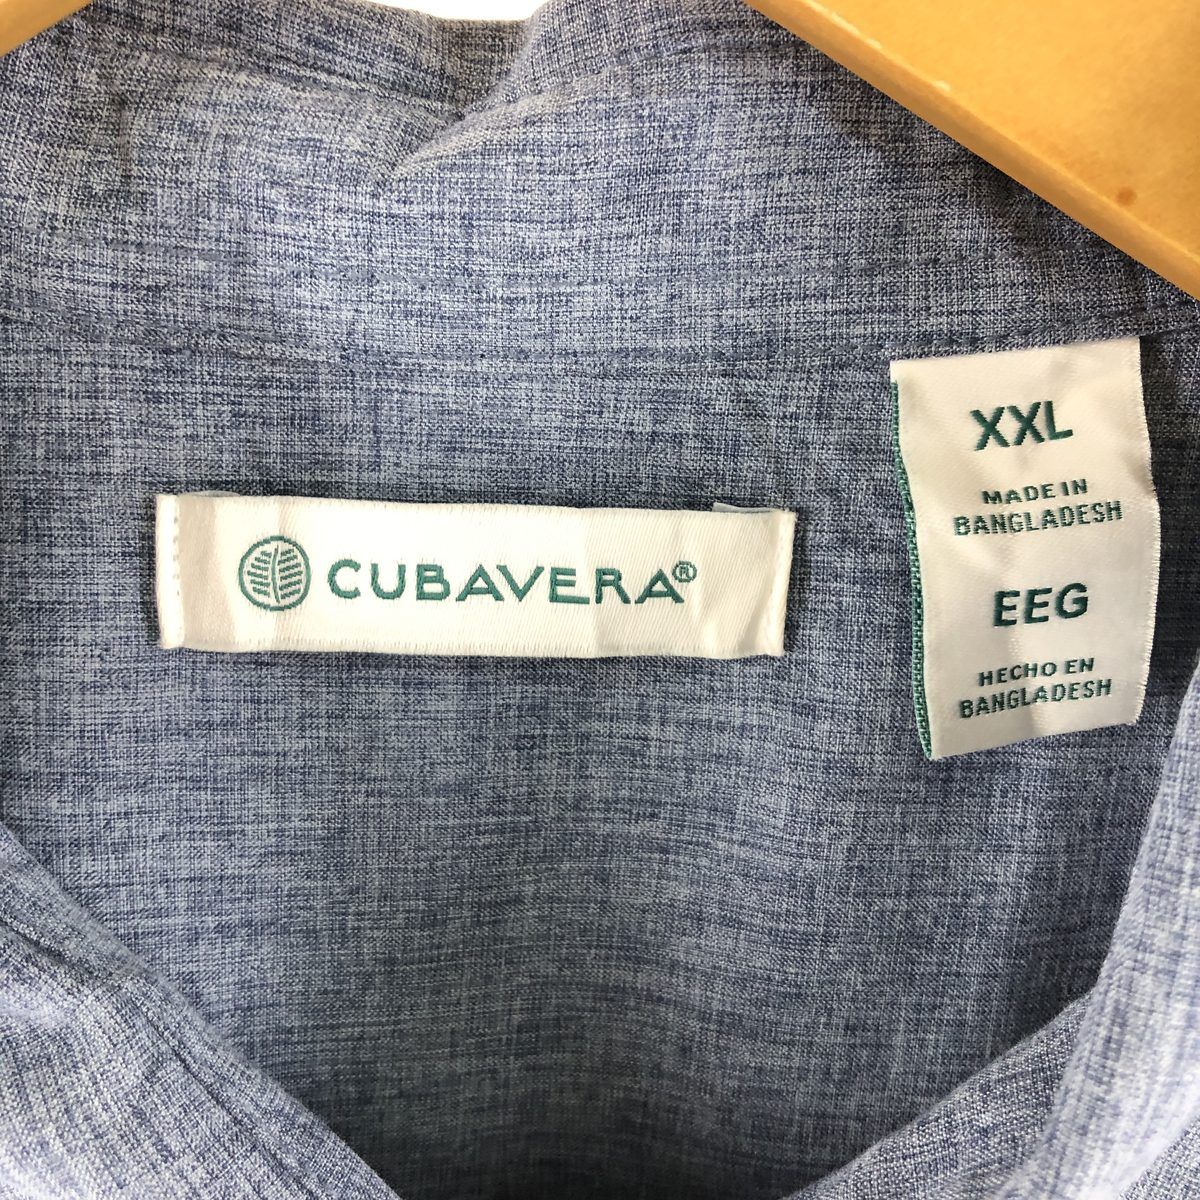 CUBAVERA®
XXL
MADE IN
BANGLADESH
EEG
HECHO EN
BANGLADESH